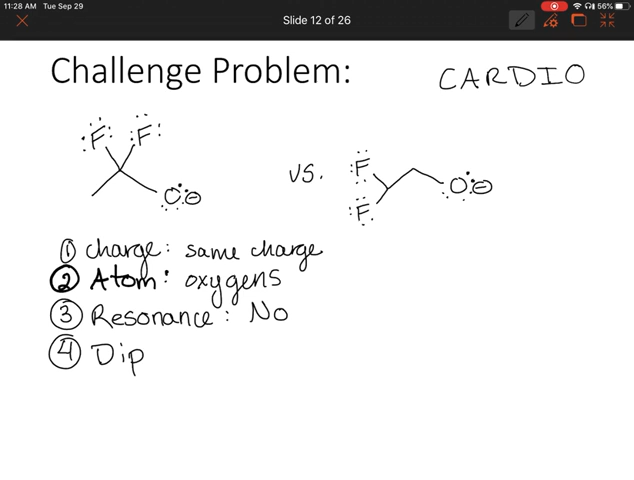 11:28 AM Tue Sep 29 56%
Slide 12 of 26
Challenge Problem: CARDIO
F F O⊖ vs. F F O⊖
① charge: same charge
② Atom: oxygens
③ Resonance: No
④ Dip